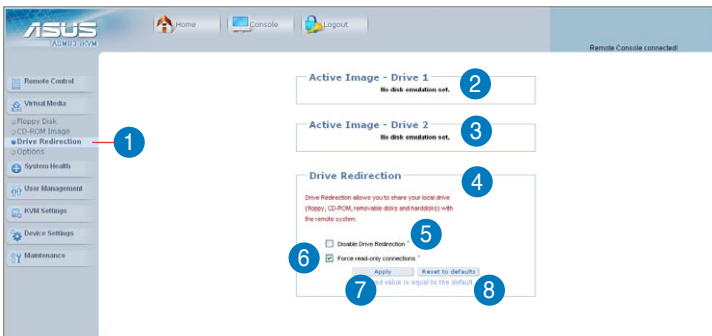 ASUS
Home
Console
Logout
Remote Console connected!
Remote Control
Virtual Media
Floppy Disk
CD-ROM Image
Drive Redirection
Options
System Health
User Management
KVM Settings
Device Settings
Maintenance
1
Active Image - Drive 1
2
No disk emulation set.
Active Image - Drive 2
3
No disk emulation set.
Drive Redirection
4
Drive Redirection allows you to share your local drive
(floppy, CD-ROM, removable disks and harddisks) with
the remote system.
Disable Drive Redirection *
5
6
Force read-only connections *
Apply
Reset to defaults
7
value is equal to the default
8